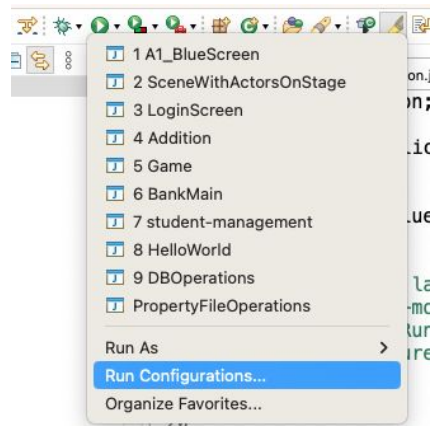 1 A1_BlueScreen
2 SceneWithActorsOnStage
3 LoginScreen
4 Addition
5 Game
6 BankMain
7 student-management
8 HelloWorld
9 DBOperations
PropertyFileOperations
Run As
Run Configurations...
Organize Favorites...